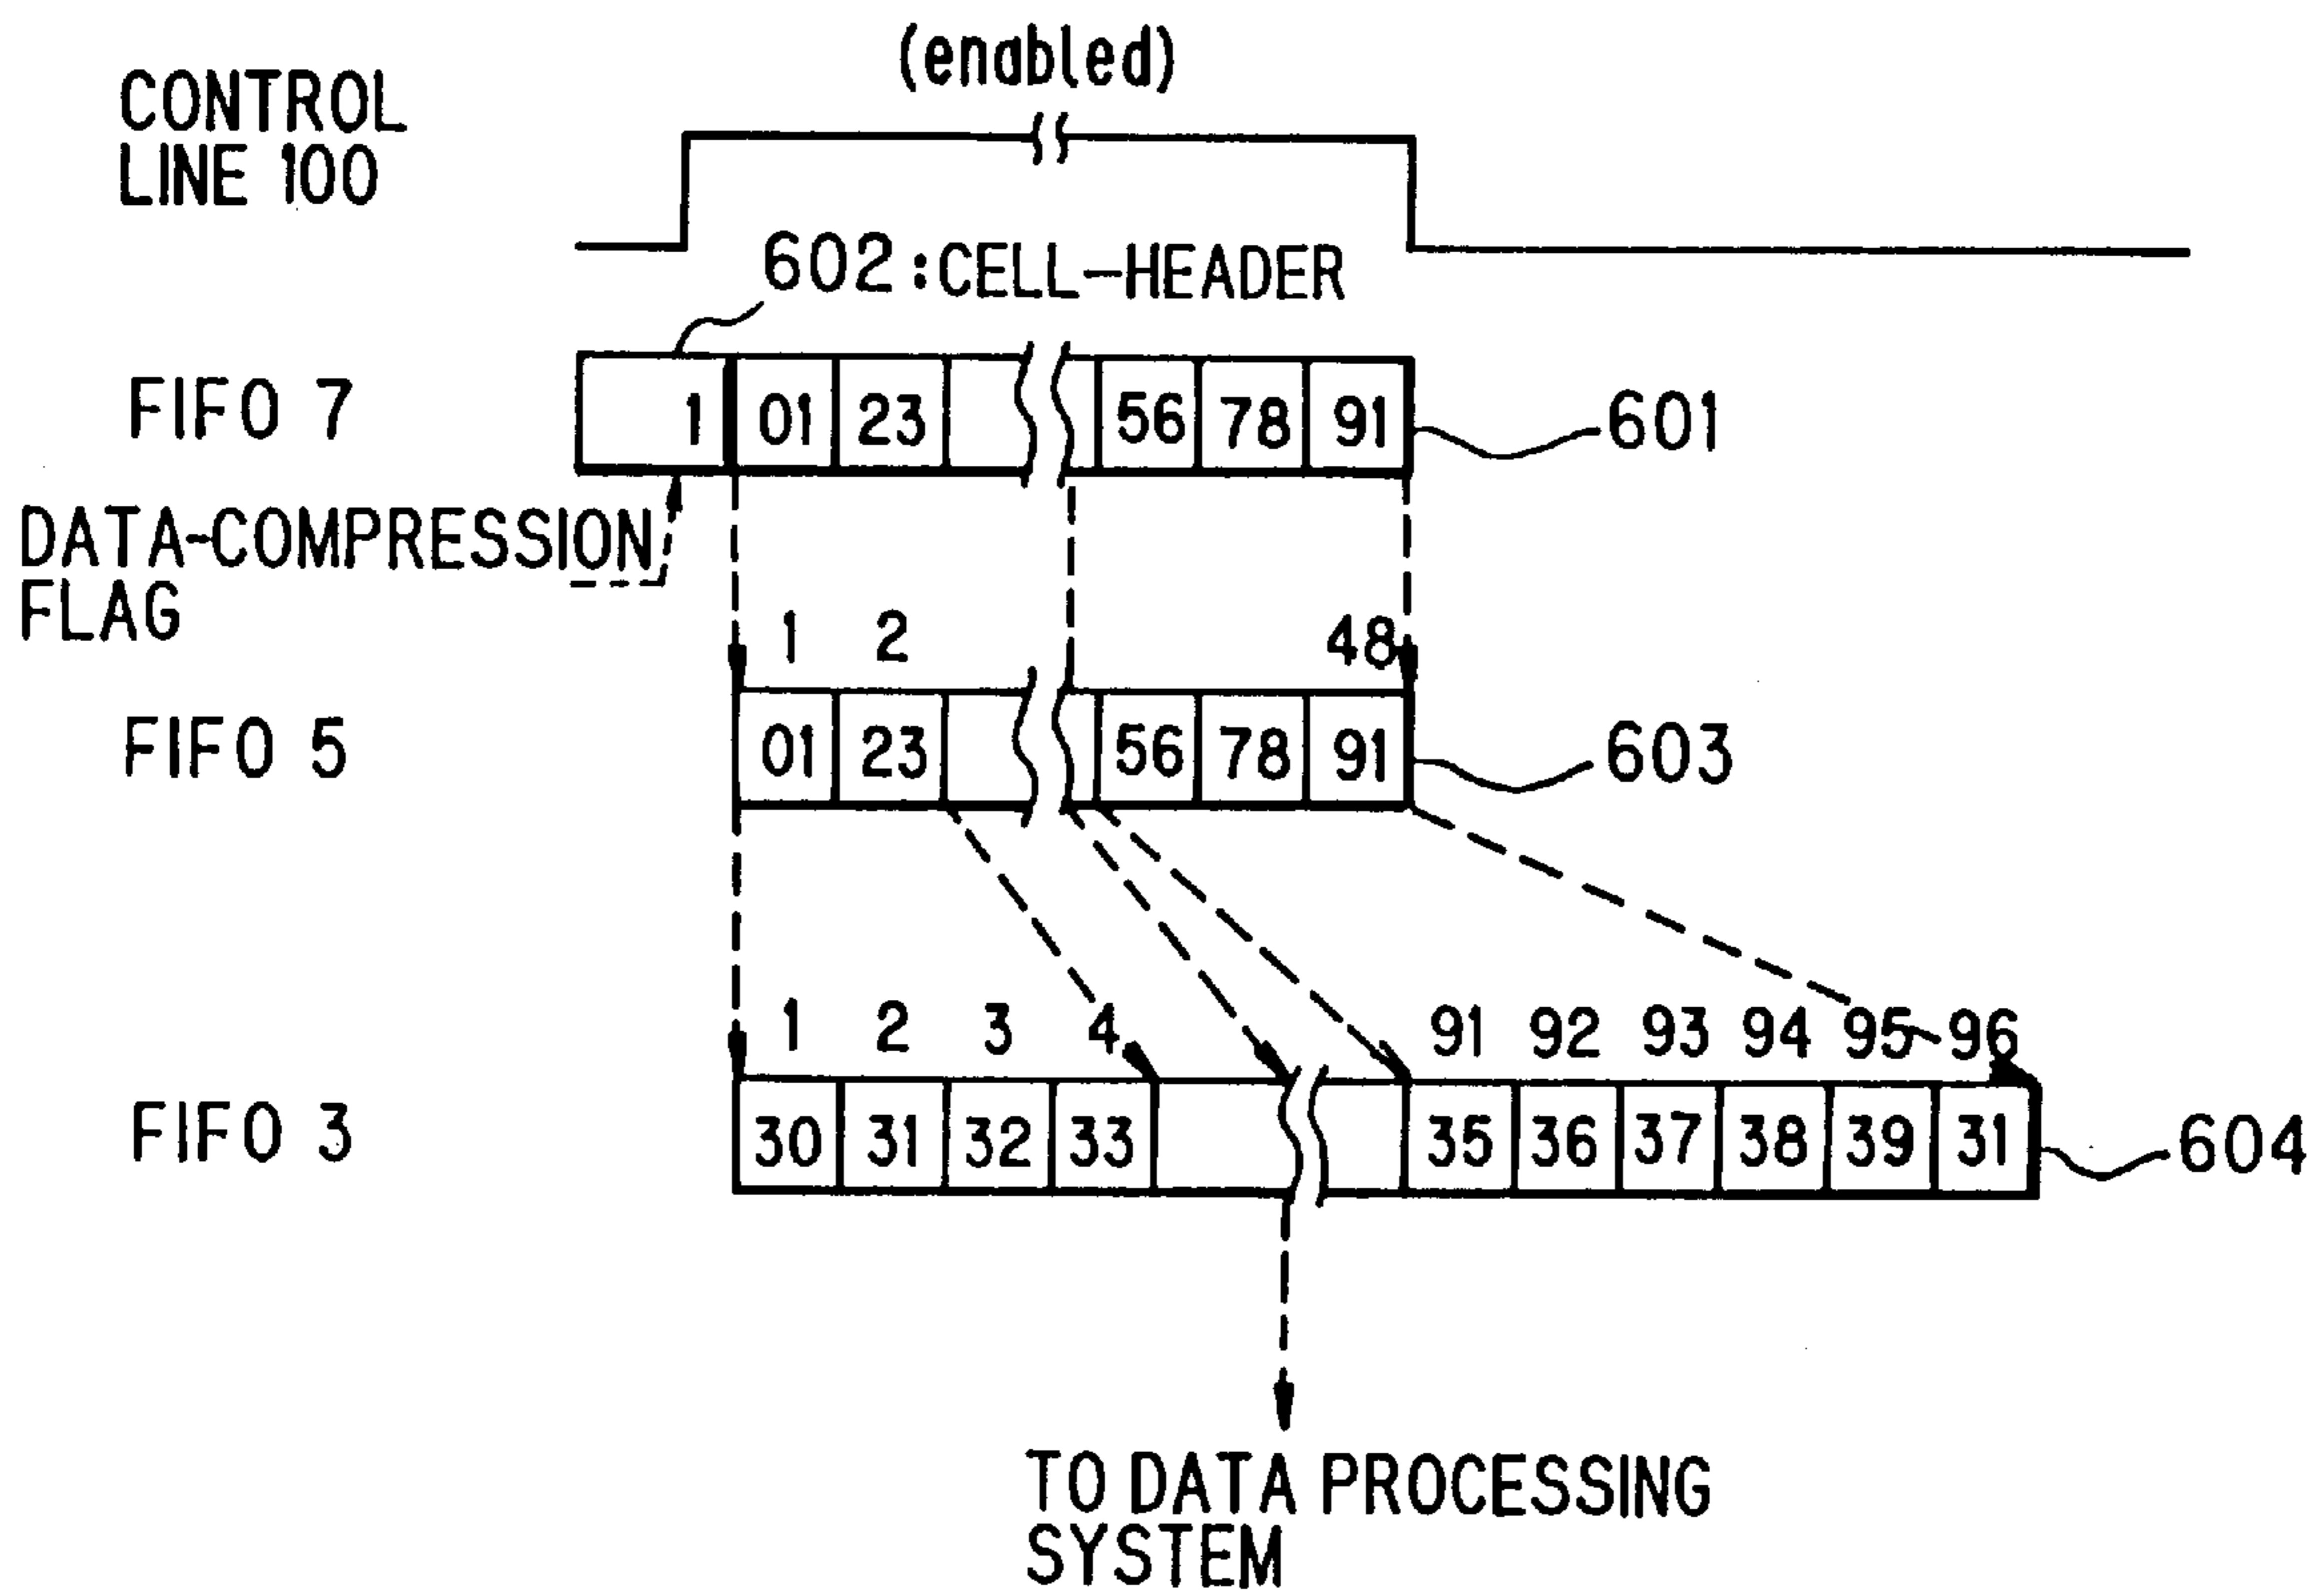 (enabled)
CONTROL
LINE 100
602:CELL-HEADER
FIFO 7
1 01 23 56 78 91
601
DATA-COMPRESSION
FLAG
1 2 48
FIFO 5
01 23 56 78 91
603
1 2 3 4 91 92 93 94 95 96
FIFO 3
30 31 32 33 35 36 37 38 39 31
604
TO DATA PROCESSING
SYSTEM